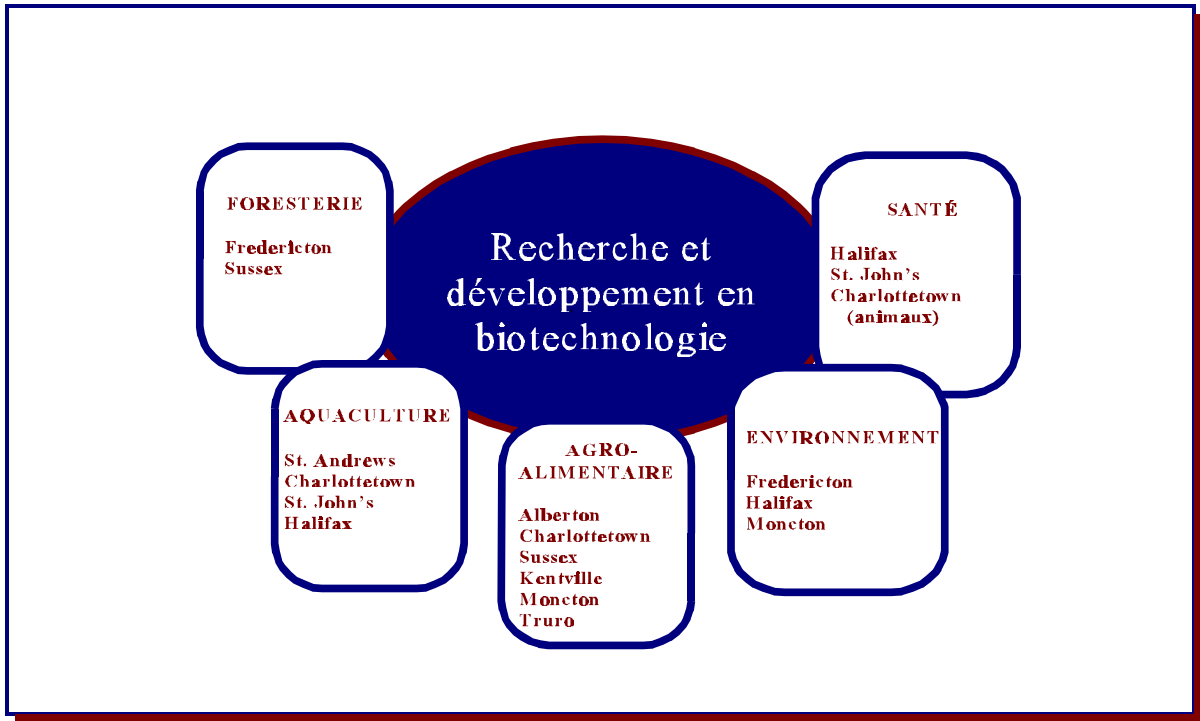 Recherche et
développement en
biotechnologie
FORESTERIE
Fredericton
Sussex
AQUACULTURE
St. Andrews
Charlottetown
St. John's
Halifax
AGRO-
ALIMENTAIRE
Alberton
Charlottetown
Sussex
Kentville
Moncton
Truro
ENVIRONNEMENT
Fredericton
Halifax
Moncton
SANTÉ
Halifax
St. John's
Charlottetown
(animaux)